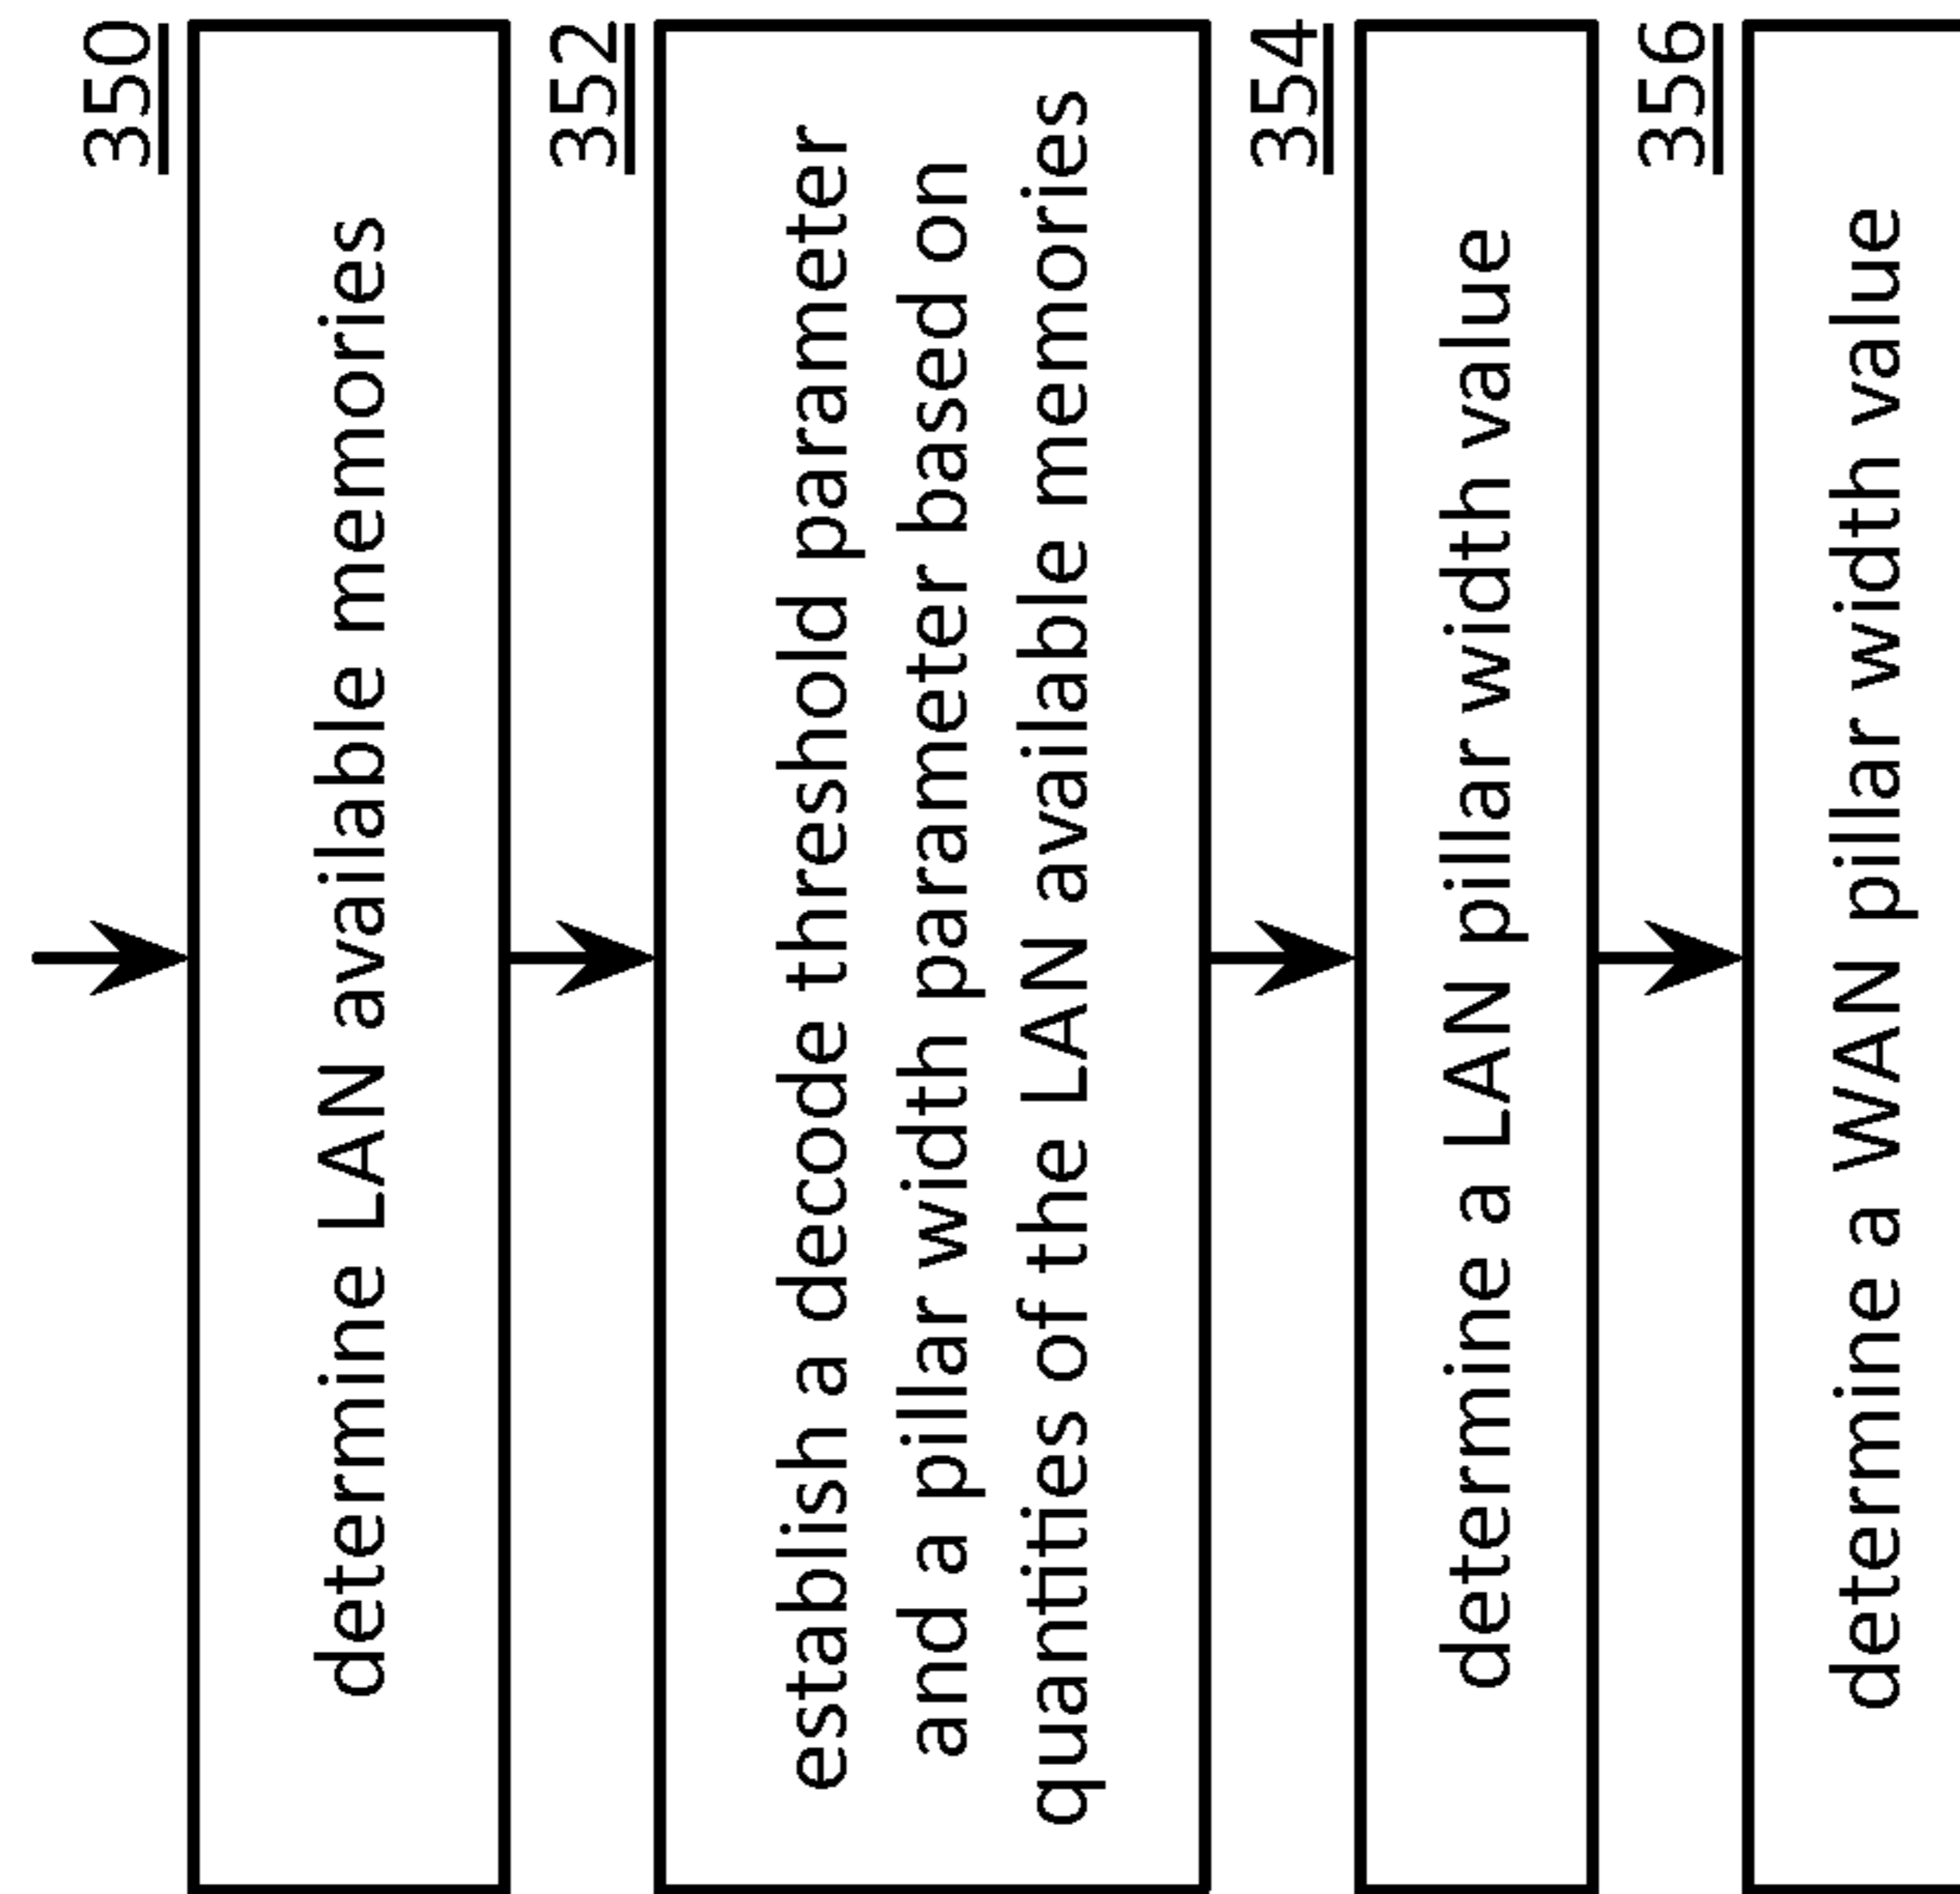 350
determine LAN available memories
352
establish a decode threshold parameter
and a pillar width parameter based on
quantities of the LAN available memories
354
determine a LAN pillar width value
356
determine a WAN pillar width value